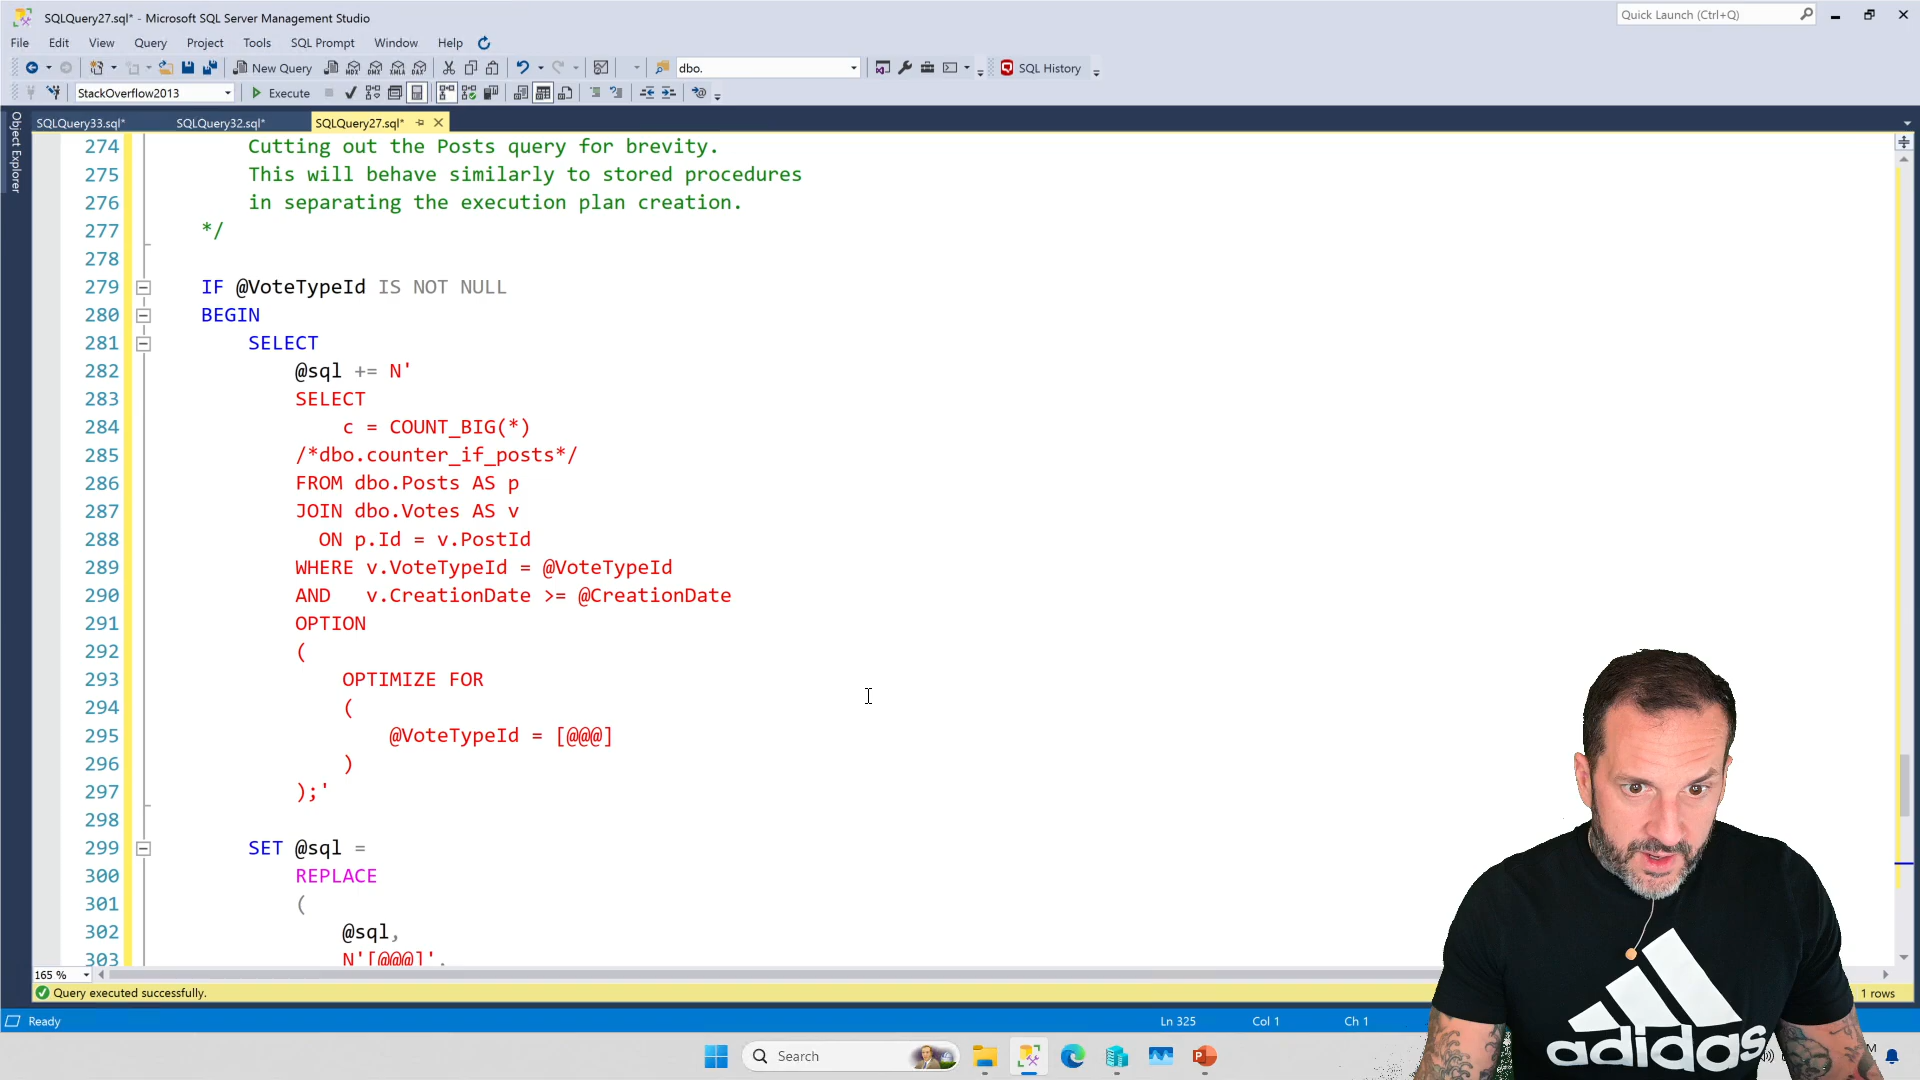 SQLQuery27.sql* - Microsoft SQL Server Management Studio
Quick Launch (Ctrl+Q)
File Edit View Query Project Tools SQL Prompt Window Help
New Query
dbo.
SQL History
StackOverflow2013
Execute
SQLQuery33.sql* SQLQuery32.sql* SQLQuery27.sql*
Object Explorer
274 Cutting out the Posts query for brevity.
275 This will behave similarly to stored procedures
276 in separating the execution plan creation.
277 */
278
279 IF @VoteTypeId IS NOT NULL
280 BEGIN
281 SELECT
282 @sql += N'
283 SELECT
284 c = COUNT_BIG(*)
285 /*dbo.counter_if_posts*/
286 FROM dbo.Posts AS p
287 JOIN dbo.Votes AS v
288 ON p.Id = v.PostId
289 WHERE v.VoteTypeId = @VoteTypeId
290 AND v.CreationDate >= @CreationDate
291 OPTION
292 (
293 OPTIMIZE FOR
294 (
295 @VoteTypeId = [@@@]
296 )
297 );'
298
299 SET @sql =
300 REPLACE
301 (
302 @sql,
303 N'[@@@]',
165 %
Query executed successfully.
1 rows
Ready
Ln 325 Col 1 Ch 1
Search
adidas